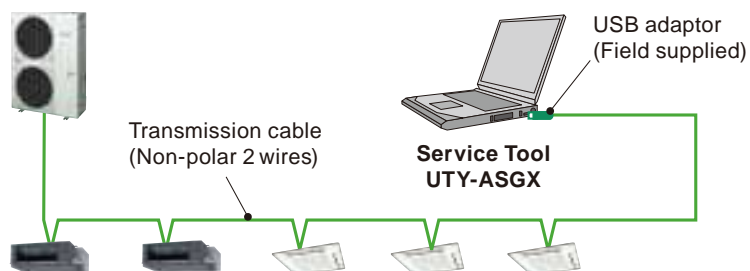 USB adaptor
(Field supplied)
Transmission cable
(Non-polar 2 wires)
Service Tool
UTY-ASGX